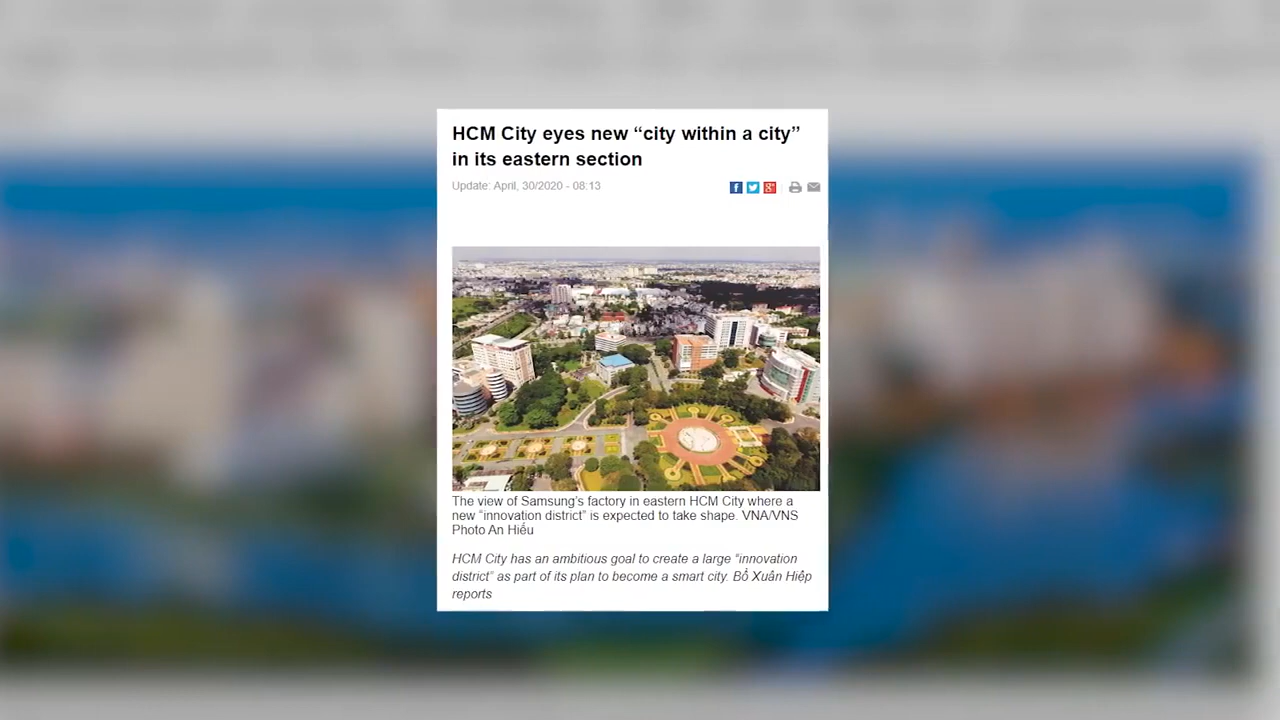 HCM City eyes new “city within a city”
in its eastern section
Update: April, 30/2020 - 08:13
The view of Samsung’s factory in eastern HCM City where a
new “innovation district” is expected to take shape. VNA/VNS
Photo An Hiếu
HCM City has an ambitious goal to create a large “innovation
district” as part of its plan to become a smart city. Bồ Xuân Hiệp
reports